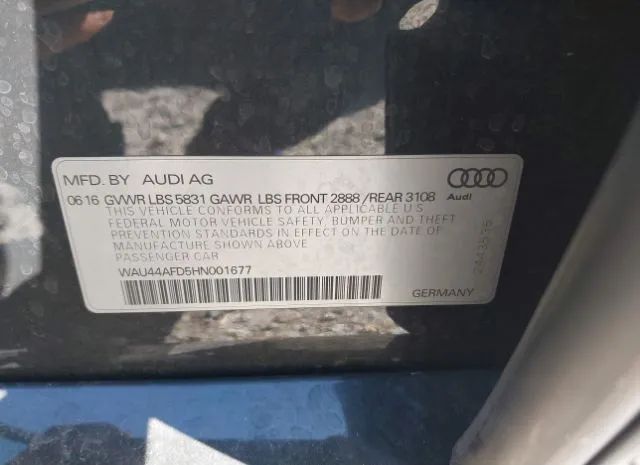 MFD. BY AUDI AG
06 16 GVWR LBS 5831 GAWR LBS FRONT 2888 /REAR 3108
Audi
THIS VEHICLE CONFORMS TO ALL APPLICABLE U S
FEDERAL MOTOR VEHICLE SAFETY, BUMPER AND THEFT
PREVENTION STANDARDS IN EFFECT ON THE DATE OF
MANUFACTURE SHOWN ABOVE
PASSENGER CAR
WAU44AFD5HN001677
GERMANY